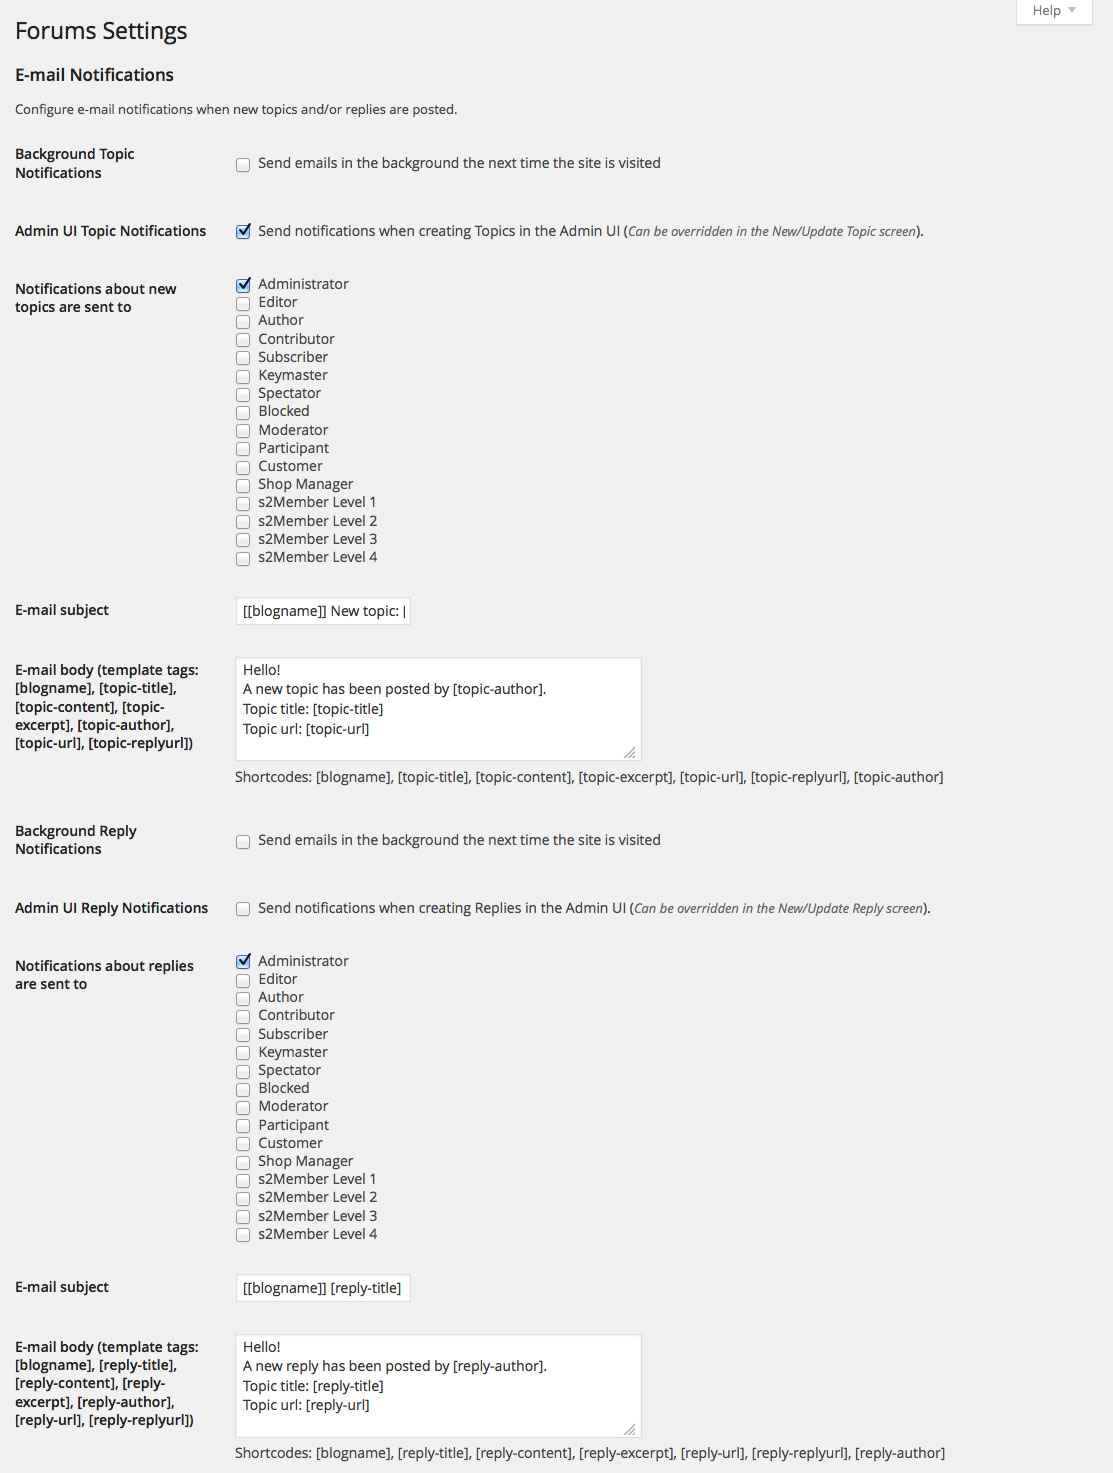 Help
Forums Settings
E-mail Notifications
Configure e-mail notifications when new topics and/or replies are posted.
Background Topic
Notifications
Send emails in the background the next time the site is visited
Admin UI Topic Notifications
Send notifications when creating Topics in the Admin UI (Can be overridden in the New/Update Topic screen).
Notifications about new
topics are sent to
Administrator
Editor
Author
Contributor
Subscriber
Keymaster
Spectator
Blocked
Moderator
Participant
Customer
Shop Manager
s2Member Level 1
s2Member Level 2
s2Member Level 3
s2Member Level 4
E-mail subject
[[blogname]] New topic: [
E-mail body (template tags:
[blogname], [topic-title],
[topic-content], [topic-
excerpt], [topic-author],
[topic-url], [topic-replyurl])
Hello!
A new topic has been posted by [topic-author].
Topic title: [topic-title]
Topic url: [topic-url]
Shortcodes: [blogname], [topic-title], [topic-content], [topic-excerpt], [topic-url], [topic-replyurl], [topic-author]
Background Reply
Notifications
Send emails in the background the next time the site is visited
Admin UI Reply Notifications
Send notifications when creating Replies in the Admin UI (Can be overridden in the New/Update Reply screen).
Notifications about replies
are sent to
Administrator
Editor
Author
Contributor
Subscriber
Keymaster
Spectator
Blocked
Moderator
Participant
Customer
Shop Manager
s2Member Level 1
s2Member Level 2
s2Member Level 3
s2Member Level 4
E-mail subject
[[blogname]] [reply-title]
E-mail body (template tags:
[blogname], [reply-title],
[reply-content], [reply-
excerpt], [reply-author],
[reply-url], [reply-replyurl])
Hello!
A new reply has been posted by [reply-author].
Topic title: [reply-title]
Topic url: [reply-url]
Shortcodes: [blogname], [reply-title], [reply-content], [reply-excerpt], [reply-url], [reply-replyurl], [reply-author]